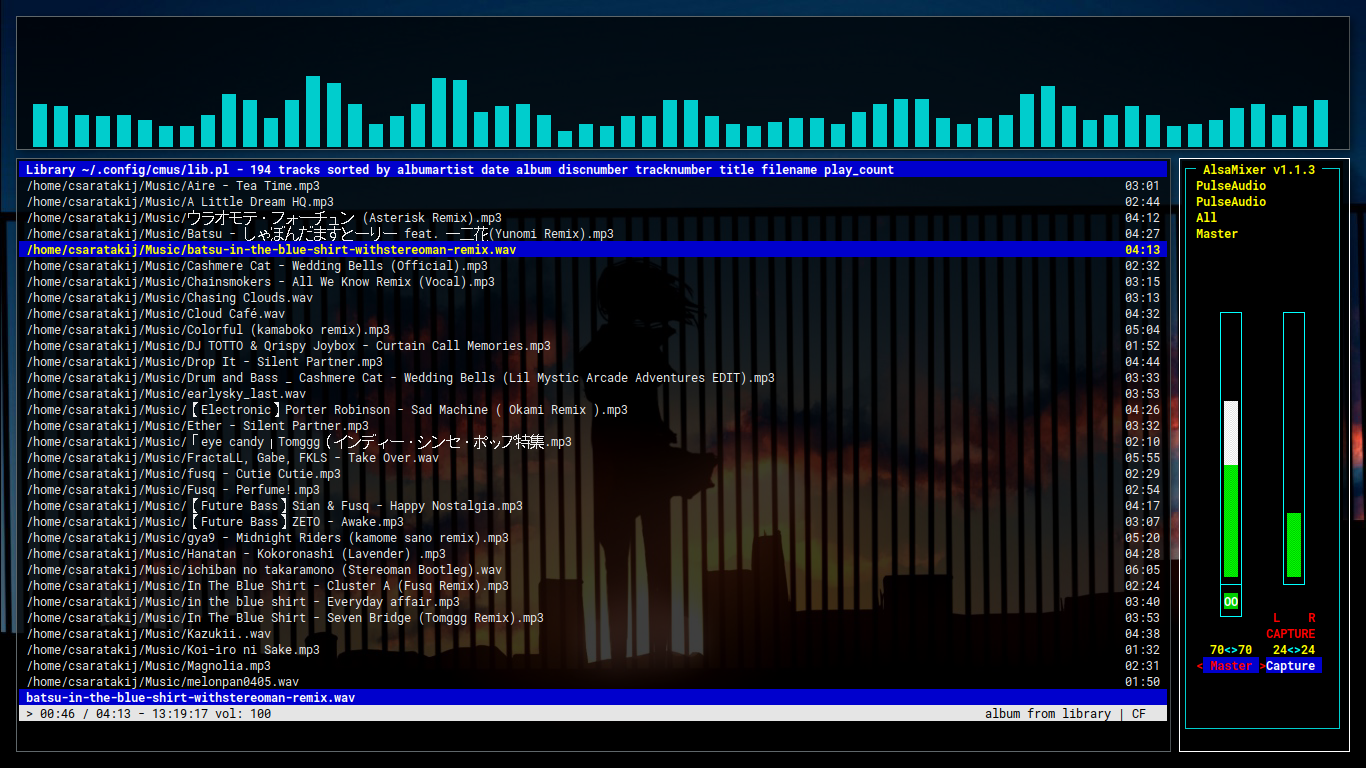 Library ~/.config/cmus/lib.pl - 194 tracks sorted by albumartist date album discnumber tracknumber title filename play_count
/home/csaratakij/Music/Aire - Tea Time.mp3 03:01
/home/csaratakij/Music/A Little Dream HQ.mp3 02:44
/home/csaratakij/Music/ウラオモテ・フォーチュン (Asterisk Remix).mp3 04:12
/home/csaratakij/Music/Batsu - しゃぼんだますとーりー feat. 一二花(Yunomi Remix).mp3 04:27
/home/csaratakij/Music/batsu-in-the-blue-shirt-withstereoman-remix.wav 04:13
/home/csaratakij/Music/Cashmere Cat - Wedding Bells (Official).mp3 02:32
/home/csaratakij/Music/Chainsmokers - All We Know Remix (Vocal).mp3 03:15
/home/csaratakij/Music/Chasing Clouds.wav 03:13
/home/csaratakij/Music/Cloud Café.wav 04:32
/home/csaratakij/Music/Colorful (kamaboko remix).mp3 05:04
/home/csaratakij/Music/DJ TOTTO & Qrispy Joybox - Curtain Call Memories.mp3 01:52
/home/csaratakij/Music/Drop It - Silent Partner.mp3 04:44
/home/csaratakij/Music/Drum and Bass _ Cashmere Cat - Wedding Bells (Lil Mystic Arcade Adventures EDIT).mp3 03:33
/home/csaratakij/Music/earlysky_last.wav 03:53
/home/csaratakij/Music/【Electronic】Porter Robinson - Sad Machine ( Okami Remix ).mp3 04:26
/home/csaratakij/Music/Ether - Silent Partner.mp3 03:32
/home/csaratakij/Music/「eye candy」Tomggg（インディー・シンセ・ポップ特集.mp3 02:10
/home/csaratakij/Music/FractaLL, Gabe, FKLS - Take Over.wav 05:55
/home/csaratakij/Music/fusq - Cutie Cutie.mp3 02:29
/home/csaratakij/Music/Fusq - Perfume!.mp3 02:54
/home/csaratakij/Music/【Future Bass】Sian & Fusq - Happy Nostalgia.mp3 04:17
/home/csaratakij/Music/【Future Bass】ZETO - Awake.mp3 03:07
/home/csaratakij/Music/gya9 - Midnight Riders (kamome sano remix).mp3 05:20
/home/csaratakij/Music/Hanatan - Kokoronashi (Lavender) .mp3 04:28
/home/csaratakij/Music/ichiban no takaramono (Stereoman Bootleg).wav 06:05
/home/csaratakij/Music/In The Blue Shirt - Cluster A (Fusq Remix).mp3 02:24
/home/csaratakij/Music/in the blue shirt - Everyday affair.mp3 03:40
/home/csaratakij/Music/In The Blue Shirt - Seven Bridge (Tomggg Remix).mp3 03:53
/home/csaratakij/Music/Kazukii..wav 04:38
/home/csaratakij/Music/Koi-iro ni Sake.mp3 01:32
/home/csaratakij/Music/Magnolia.mp3 02:31
/home/csaratakij/Music/melonpan0405.wav 01:50
batsu-in-the-blue-shirt-withstereoman-remix.wav
> 00:46 / 04:13 - 13:19:17 vol: 100 album from library | CF
AlsaMixer v1.1.3
PulseAudio
PulseAudio
All
Master
OO
L R
CAPTURE
70<>70 24<>24
< Master >Capture